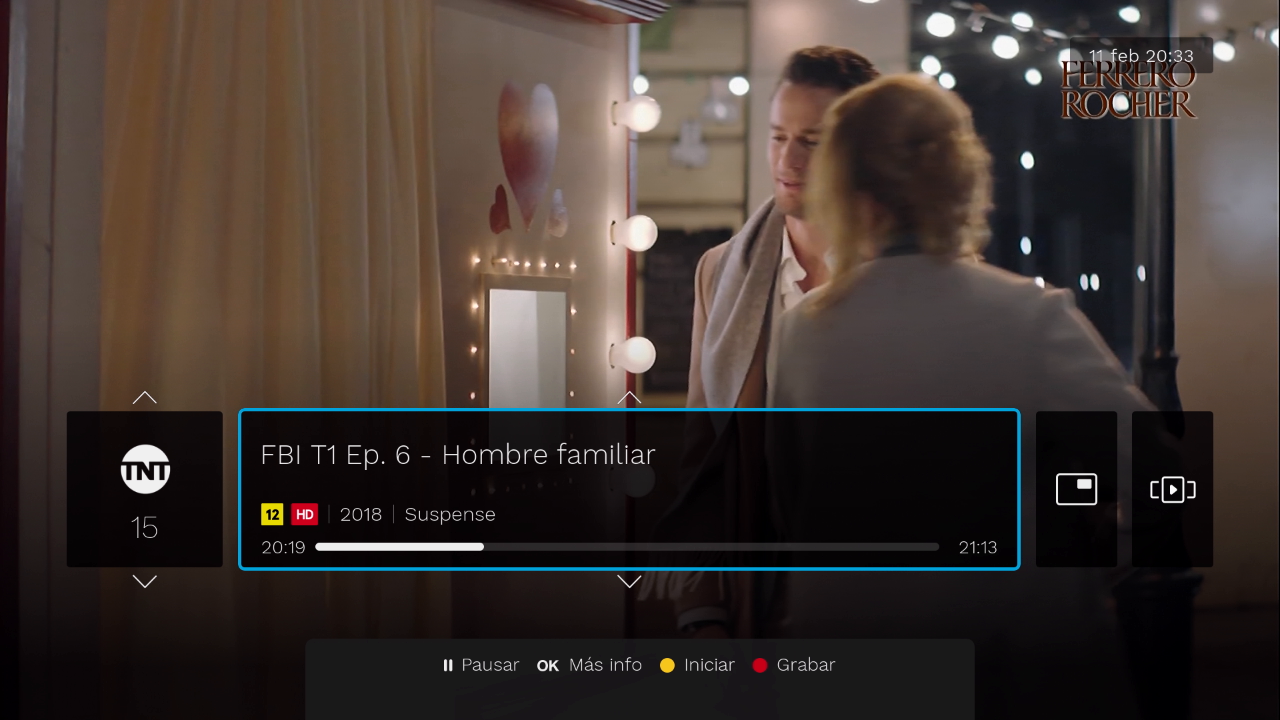 11 feb 20:33
FERRERO
ROCHER
TNT
15
FBI T1 Ep. 6 - Hombre familiar
12 HD 2018 Suspense
20:19 21:13
Pausar OK Más info Iniciar Grabar